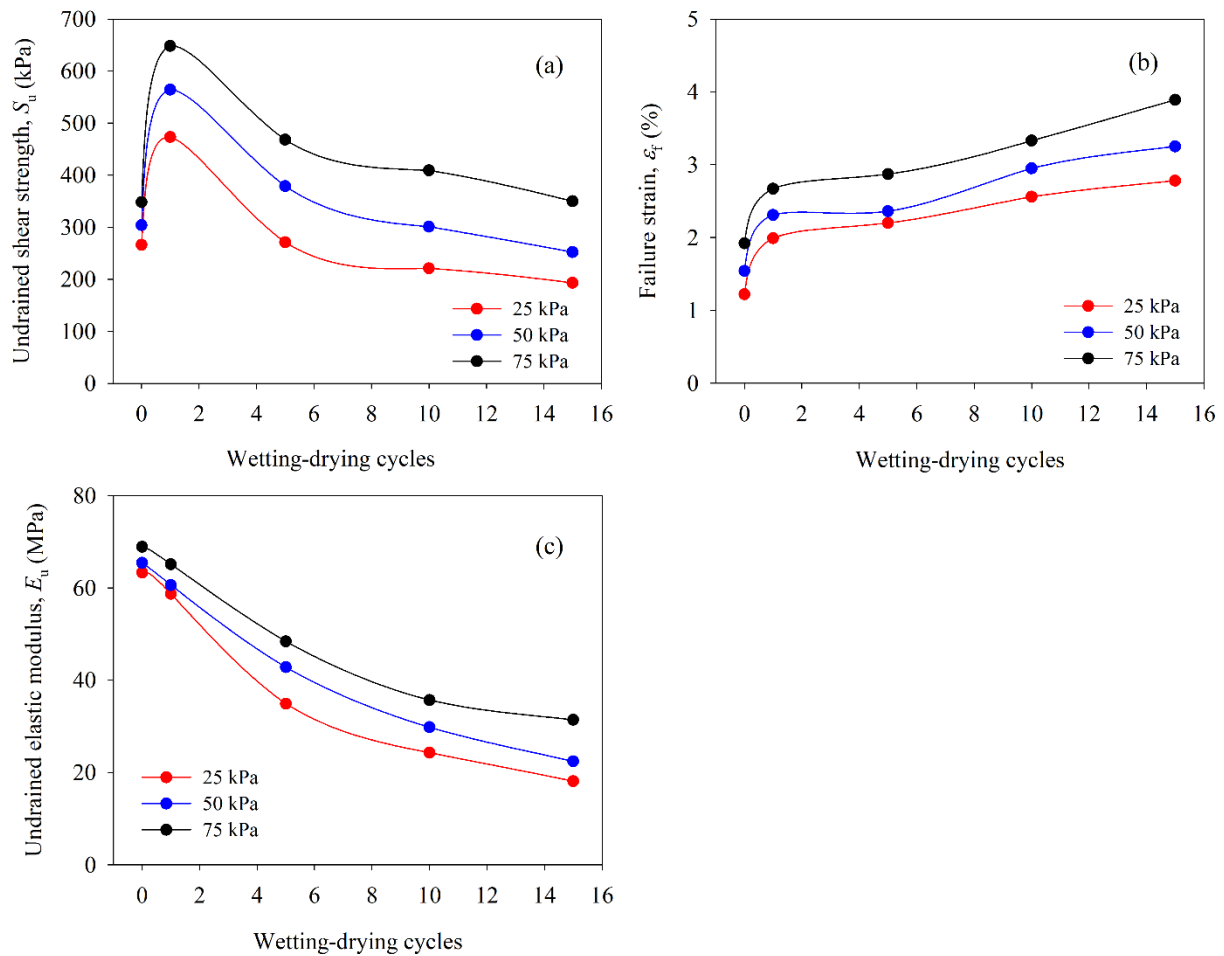 Undrained shear strength, Su (kPa)
700
600
500
400
300
200
100
0
(a)
25 kPa
50 kPa
75 kPa
0 2 4 6 8 10 12 14 16
Wetting-drying cycles
Failure strain, εf (%)
5
4
3
2
1
0
(b)
25 kPa
50 kPa
75 kPa
0 2 4 6 8 10 12 14 16
Wetting-drying cycles
Undrained elastic modulus, Eu (MPa)
80
60
40
20
0
(c)
25 kPa
50 kPa
75 kPa
0 2 4 6 8 10 12 14 16
Wetting-drying cycles